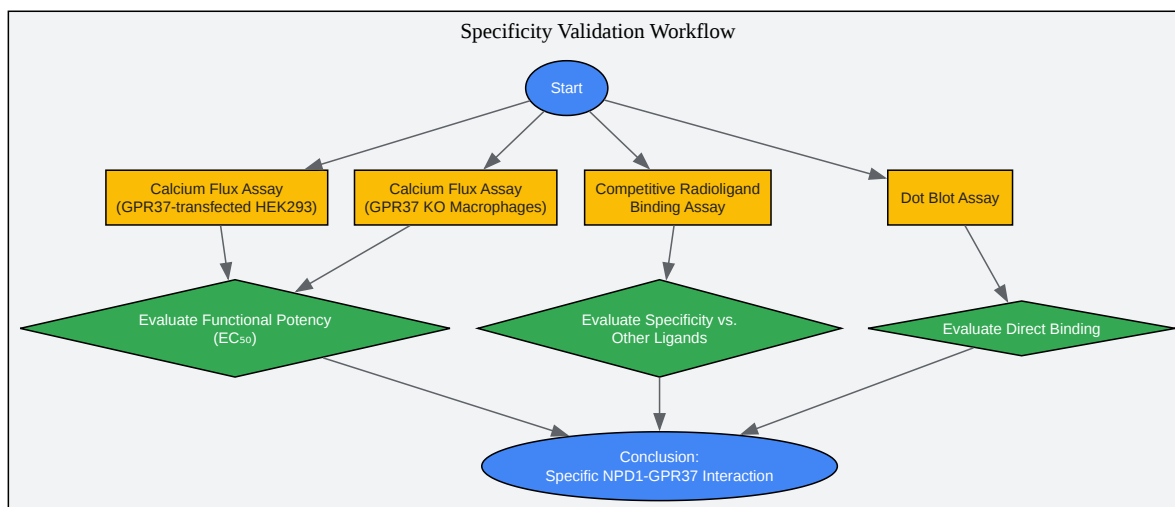 Specificity Validation Workflow
Start
Calcium Flux Assay
(GPR37-transfected HEK293)
Calcium Flux Assay
(GPR37 KO Macrophages)
Competitive Radioligand
Binding Assay
Dot Blot Assay
Evaluate Functional Potency
(EC₅₀)
Evaluate Specificity vs.
Other Ligands
Evaluate Direct Binding
Conclusion:
Specific NPD1-GPR37 Interaction